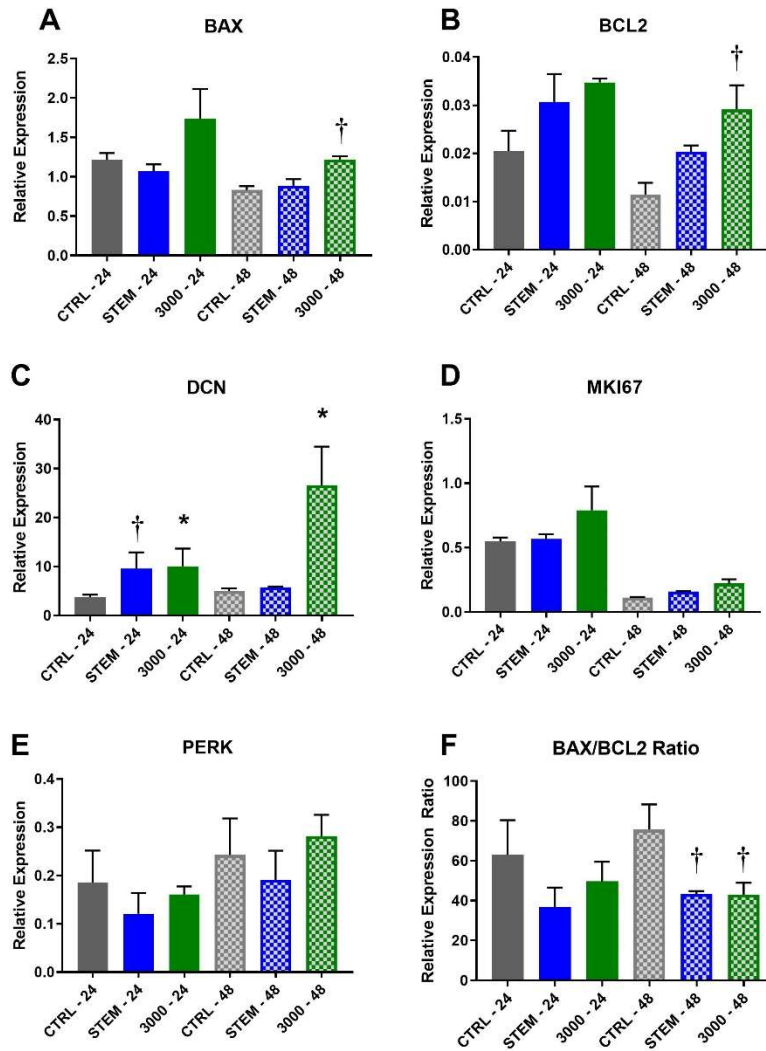 A
BAX
Relative Expression
2.5
2.0
1.5
1.0
0.5
0.0
†
CTRL - 24
STEM - 24
3000 - 24
CTRL - 48
STEM - 48
3000 - 48
B
BCL2
Relative Expression
0.04
0.03
0.02
0.01
0.00
†
CTRL - 24
STEM - 24
3000 - 24
CTRL - 48
STEM - 48
3000 - 48
C
DCN
Relative Expression
40
30
20
10
0
†
*
*
CTRL - 24
STEM - 24
3000 - 24
CTRL - 48
STEM - 48
3000 - 48
D
MKI67
Relative Expression
1.5
1.0
0.5
0.0
CTRL - 24
STEM - 24
3000 - 24
CTRL - 48
STEM - 48
3000 - 48
E
PERK
Relative Expression
0.4
0.3
0.2
0.1
0.0
CTRL - 24
STEM - 24
3000 - 24
CTRL - 48
STEM - 48
3000 - 48
F
BAX/BCL2 Ratio
Relative Expression Ratio
100
80
60
40
20
0
†
†
CTRL - 24
STEM - 24
3000 - 24
CTRL - 48
STEM - 48
3000 - 48